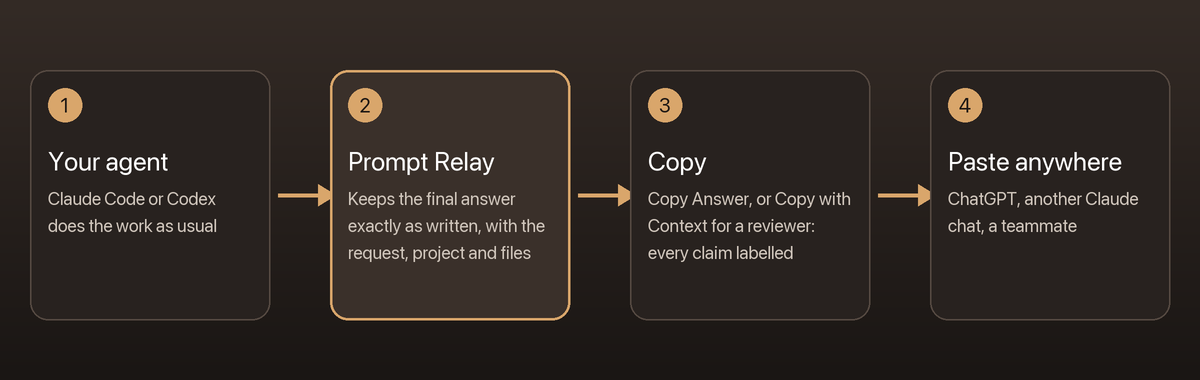 1
Your agent
Claude Code or Codex
does the work as usual
2
Prompt Relay
Keeps the final answer
exactly as written, with the
request, project and files
3
Copy
Copy Answer, or Copy with
Context for a reviewer:
every claim labelled
4
Paste anywhere
ChatGPT, another Claude
chat, a teammate